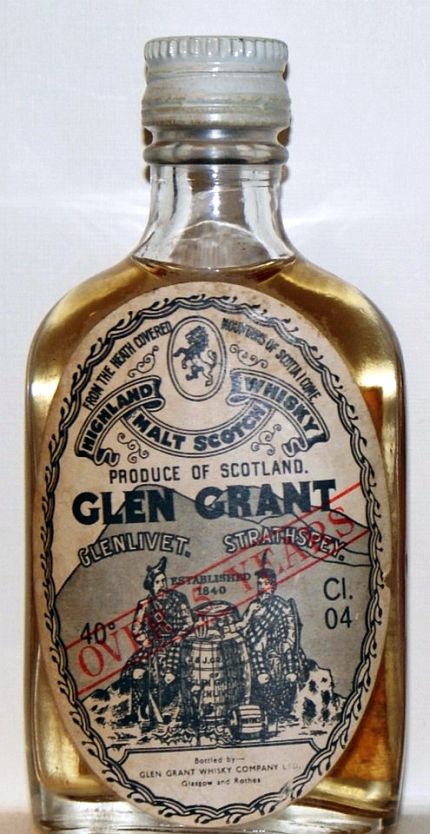 FROM THE HEATH COVERED MOUNTAINS OF SCOTIA I COME
HIGHLAND MALT SCOTCH WHISKY
PRODUCE OF SCOTLAND.
GLEN GRANT
GLENLIVET. STRATHSPEY.
OVER 5 YEARS
ESTABLISHED
1840
40°
Cl.
04
& J.G.
Bottled by—
GLEN GRANT WHISKY COMPANY LTD.
Glasgow and Rothes